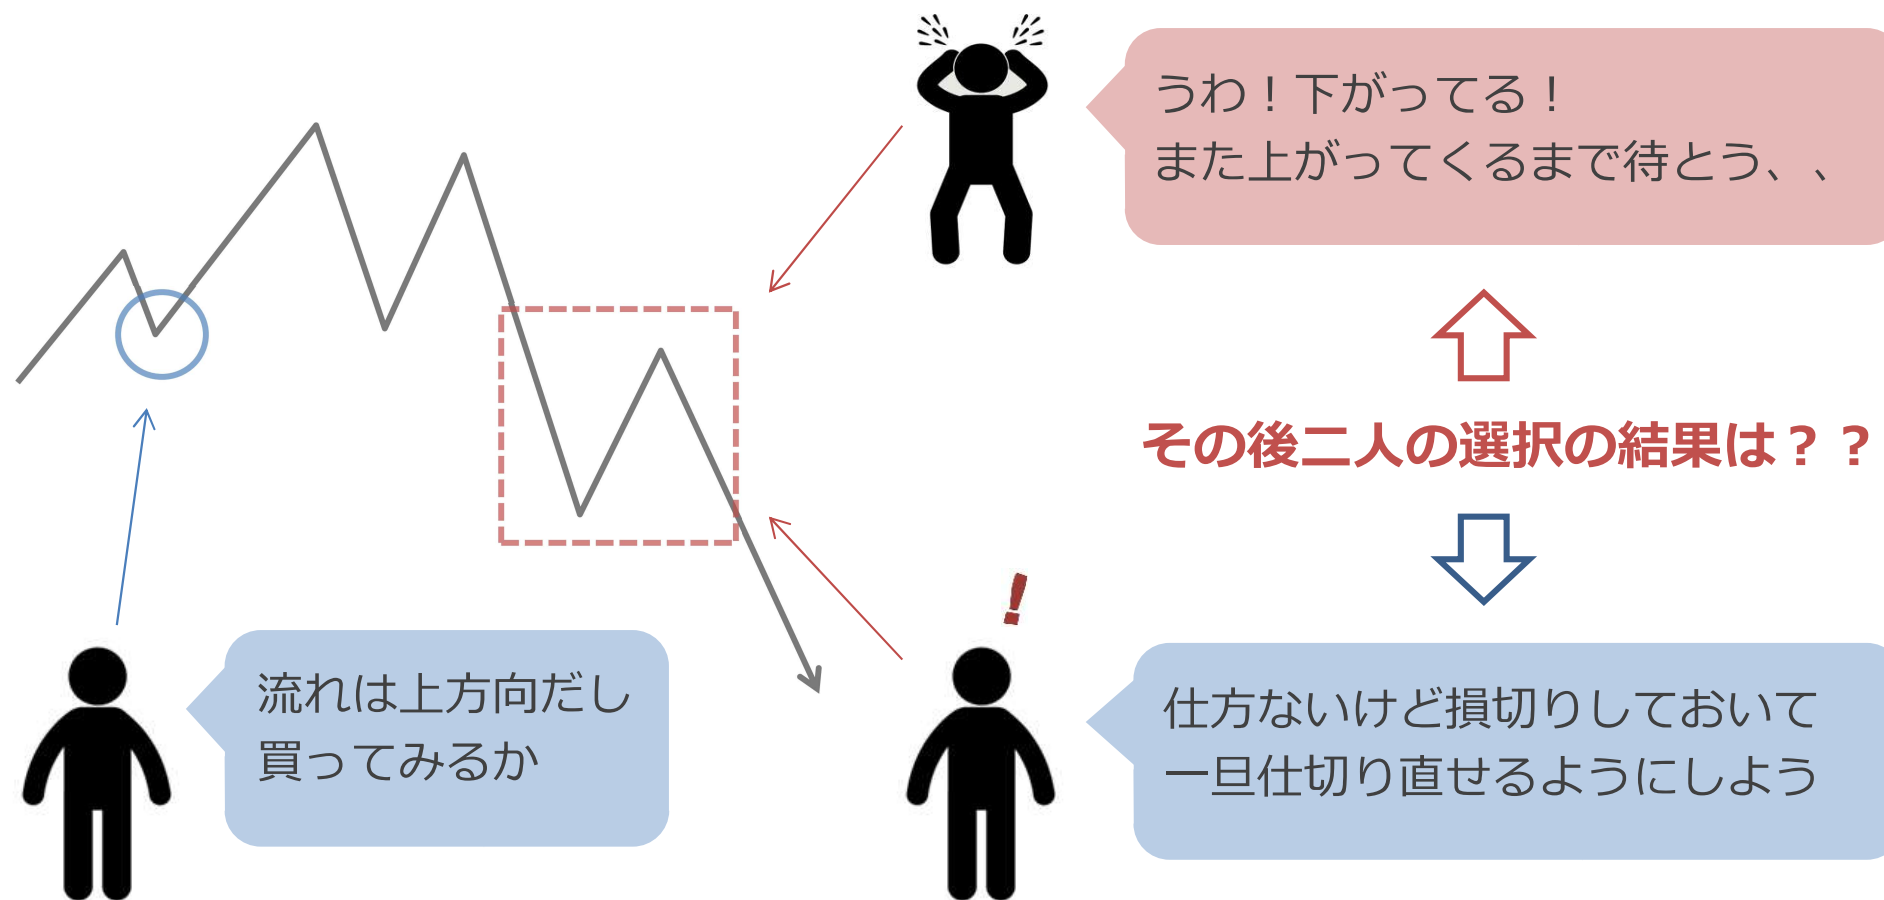 うわ！下がってる！
また上がってくるまで待とう、、
その後二人の選択の結果は？？
!
流れは上方向だし
買ってみるか
仕方ないけど損切りしておいて
一旦仕切り直せるようにしよう